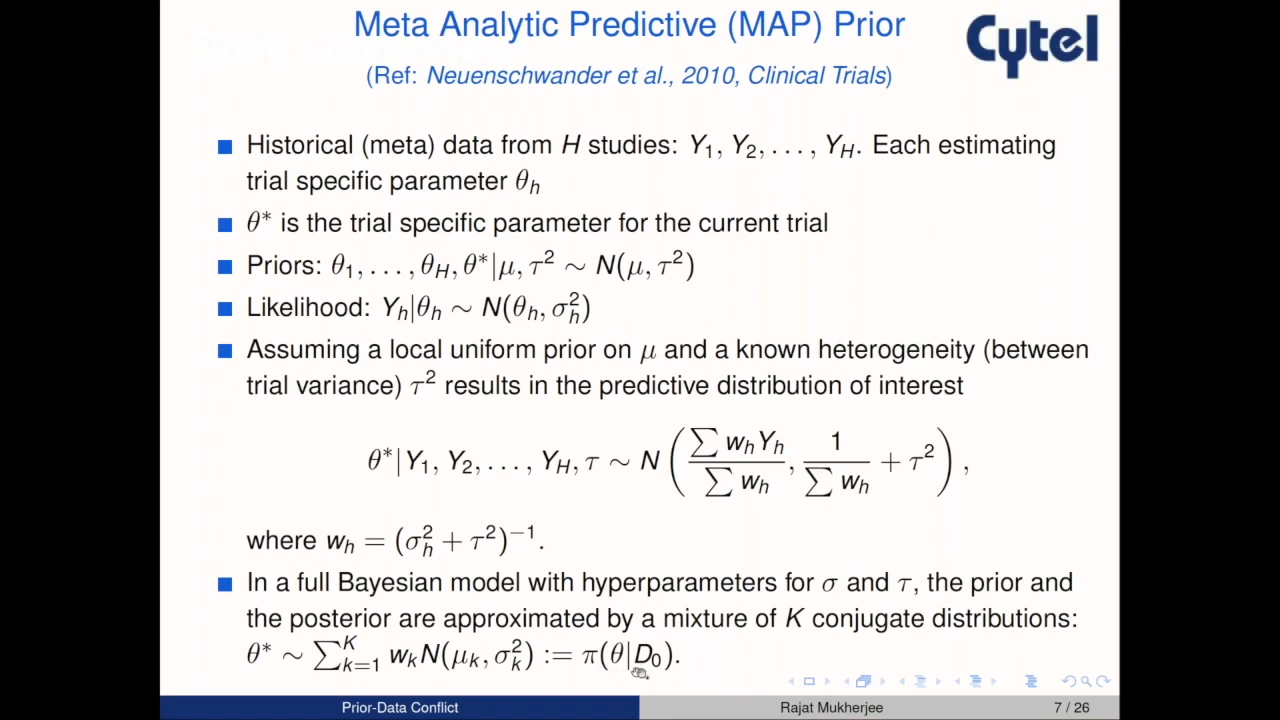 Meta Analytic Predictive (MAP) Prior
Cytel
(Ref: Neuenschwander et al., 2010, Clinical Trials)
Historical (meta) data from H studies: Y₁, Y₂, . . . , Y_H. Each estimating
trial specific parameter θ_h
θ* is the trial specific parameter for the current trial
Priors: θ₁, . . . , θ_H, θ*|μ, τ² ∼ N(μ, τ²)
Likelihood: Y_h|θ_h ∼ N(θ_h, σ_h²)
Assuming a local uniform prior on μ and a known heterogeneity (between
trial variance) τ² results in the predictive distribution of interest
θ*|Y₁, Y₂, . . . , Y_H, τ ∼ N(∑ w_h Y_h / ∑ w_h, 1 / ∑ w_h + τ²),
where w_h = (σ_h² + τ²)⁻¹.
In a full Bayesian model with hyperparameters for σ and τ, the prior and
the posterior are approximated by a mixture of K conjugate distributions:
θ* ∼ ∑_{k=1}^K w_k N(μ_k, σ_k²) := π(θ|D₀).
Prior-Data Conflict
Rajat Mukherjee
7 / 26